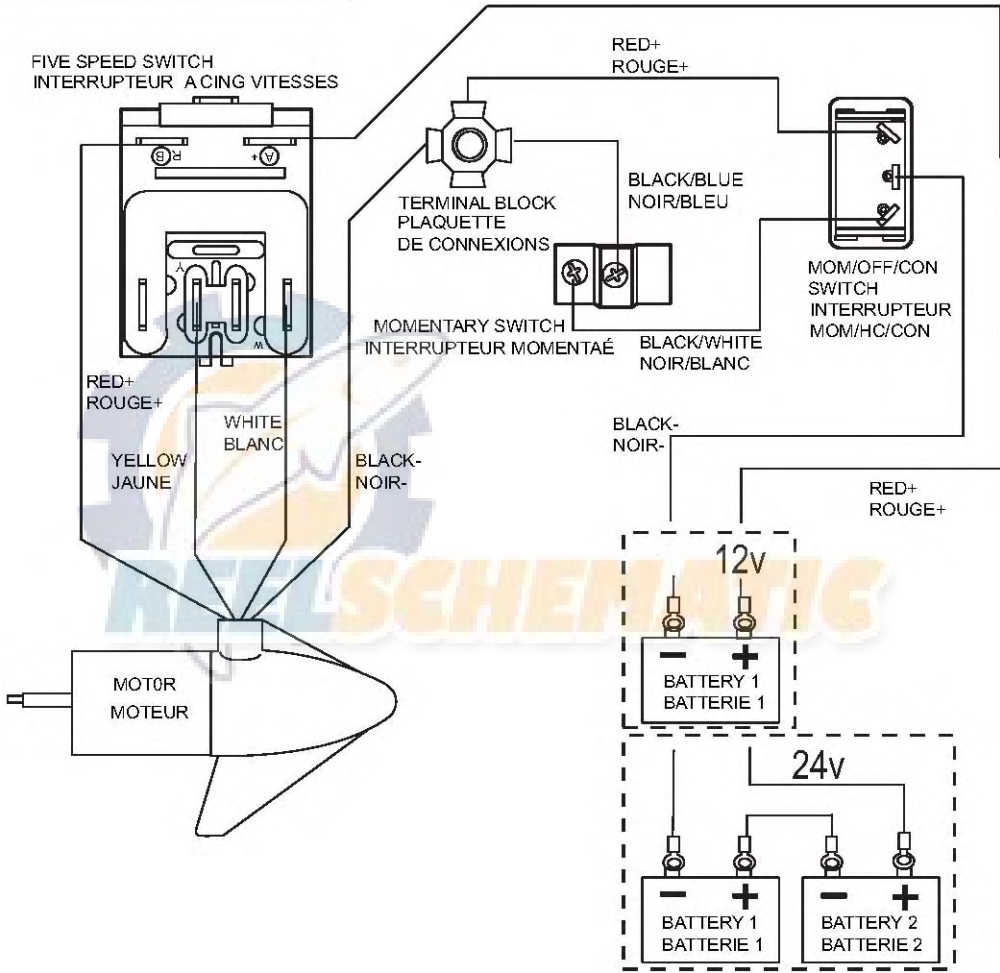 FIVE SPEED SWITCH
INTERRUPTEUR A CING VITESSES
R B
A +
Y
W
RED+
ROUGE+
TERMINAL BLOCK
PLAQUETTE
DE CONNEXIONS
BLACK/BLUE
NOIR/BLEU
MOM/OFF/CON
SWITCH
INTERRUPTEUR
MOM/HC/CON
MOMENTARY SWITCH
INTERRUPTEUR MOMENTAÉ
BLACK/WHITE
NOIR/BLANC
RED+
ROUGE+
WHITE
BLANC
YELLOW
JAUNE
BLACK-
NOIR-
BLACK-
NOIR-
RED+
ROUGE+
REELSCHEMATIC
MOT0R
MOTEUR
12v
- +
BATTERY 1
BATTERIE 1
24v
- +
BATTERY 1
BATTERIE 1
- +
BATTERY 2
BATTERIE 2